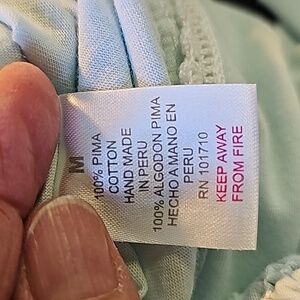 M
100% PIMA
COTTON
HAND MADE
IN PERU
100% ALGODON PIMA
HECHO A MANO EN
PERU
RN 101710
KEEP AWAY
FROM FIRE